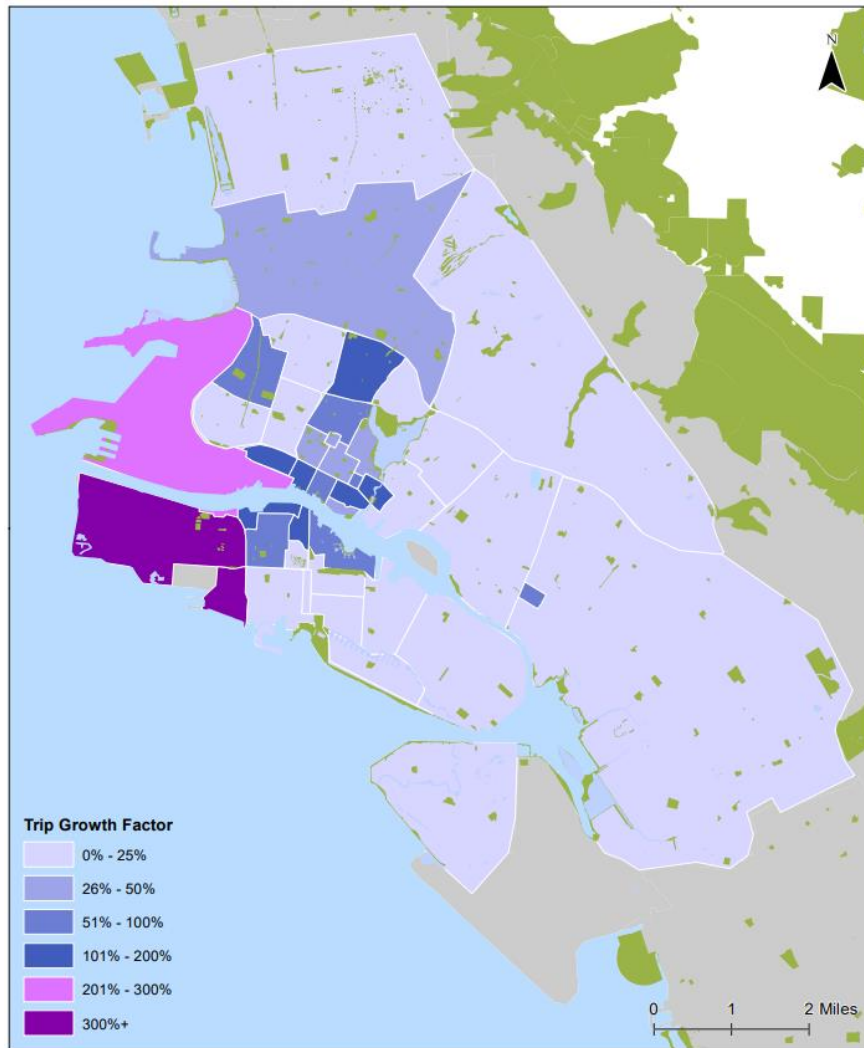 N
Trip Growth Factor
0% - 25%
26% - 50%
51% - 100%
101% - 200%
201% - 300%
300%+
0 1 2 Miles